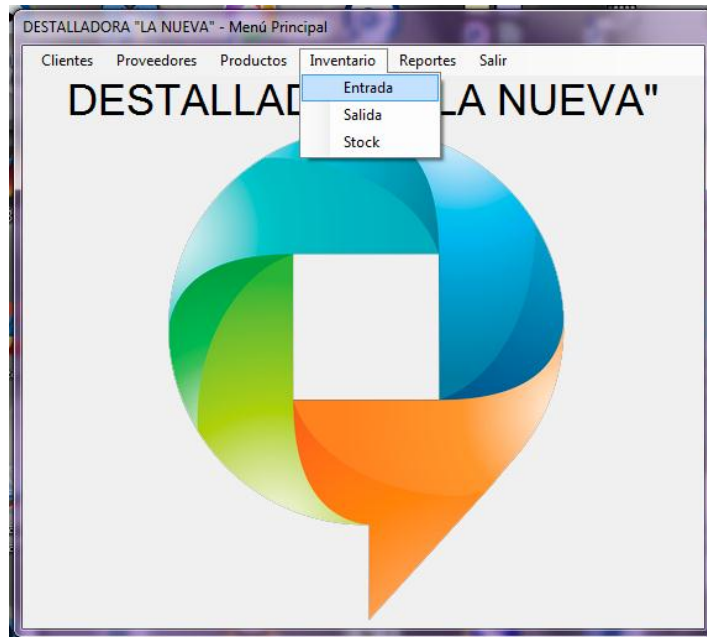 DESTALLADORA "LA NUEVA" - Menú Principal
Clientes Proveedores Productos Inventario Reportes Salir
Entrada
DESTALLAD LA NUEVA"
Salida
Stock